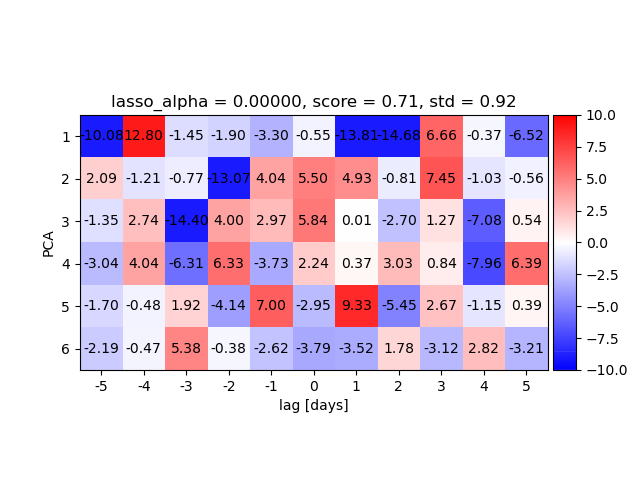 lasso_alpha = 0.00000, score = 0.71, std = 0.92
1 -10.08 12.80 -1.45 -1.90 -3.30 -0.55 -13.81 -14.68 6.66 -0.37 -6.52
2 2.09 -1.21 -0.77 -13.07 4.04 5.50 4.93 -0.81 7.45 -1.03 -0.56
3 -1.35 2.74 -14.40 4.00 2.97 5.84 0.01 -2.70 1.27 -7.08 0.54
4 -3.04 4.04 -6.31 6.33 -3.73 2.24 0.37 3.03 0.84 -7.96 6.39
5 -1.70 -0.48 1.92 -4.14 7.00 -2.95 9.33 -5.45 2.67 -1.15 0.39
6 -2.19 -0.47 5.38 -0.38 -2.62 -3.79 -3.52 1.78 -3.12 2.82 -3.21
PCA
-5 -4 -3 -2 -1 0 1 2 3 4 5
lag [days]
10.0
7.5
5.0
2.5
0.0
−2.5
−5.0
−7.5
−10.0